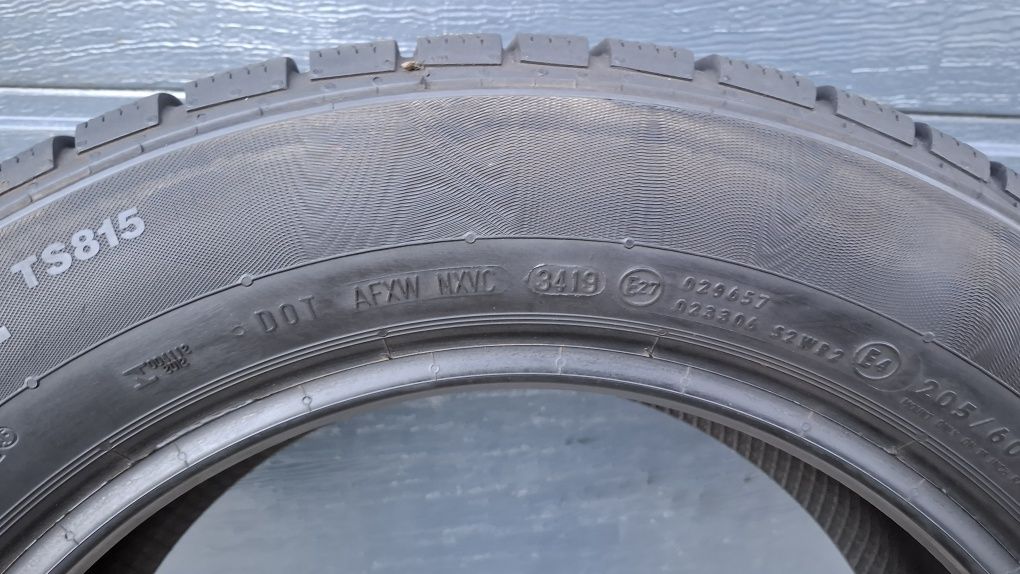 TS815
DOT AFXW NXVC 3419 E27 029657
023306 S2WR2 E4 205/60